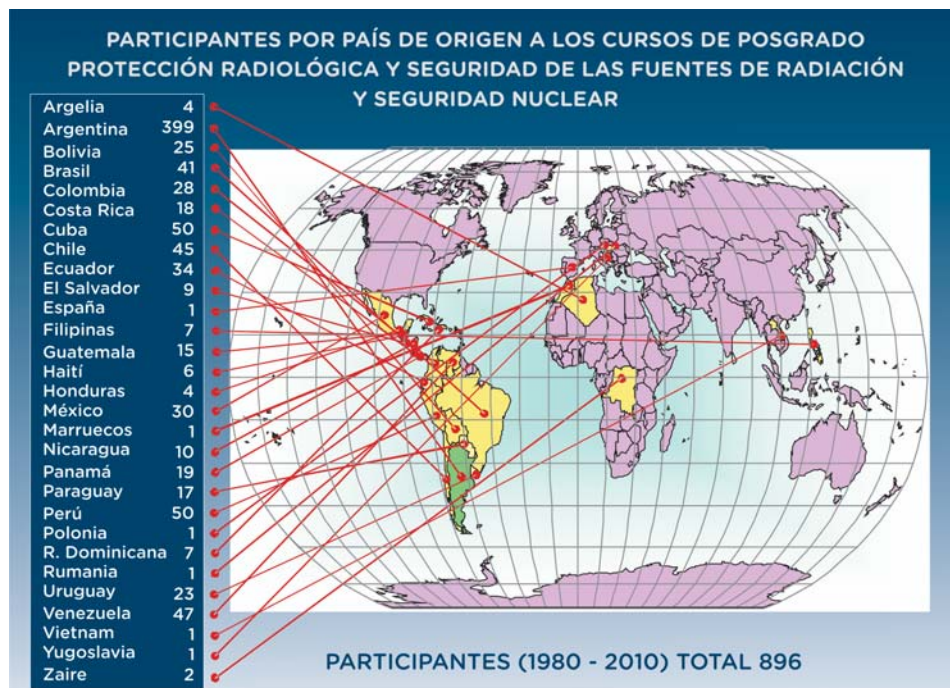 PARTICIPANTES POR PAÍS DE ORIGEN A LOS CURSOS DE POSGRADO
PROTECCIÓN RADIOLÓGICA Y SEGURIDAD DE LAS FUENTES DE RADIACIÓN
Y SEGURIDAD NUCLEAR
Argelia 4
Argentina 399
Bolivia 25
Brasil 41
Colombia 28
Costa Rica 18
Cuba 50
Chile 45
Ecuador 34
El Salvador 9
España 1
Filipinas 7
Guatemala 15
Haití 6
Honduras 4
México 30
Marruecos 1
Nicaragua 10
Panamá 19
Paraguay 17
Perú 50
Polonia 1
R. Dominicana 7
Rumania 1
Uruguay 23
Venezuela 47
Vietnam 1
Yugoslavia 1
Zaire 2
PARTICIPANTES (1980 - 2010) TOTAL 896